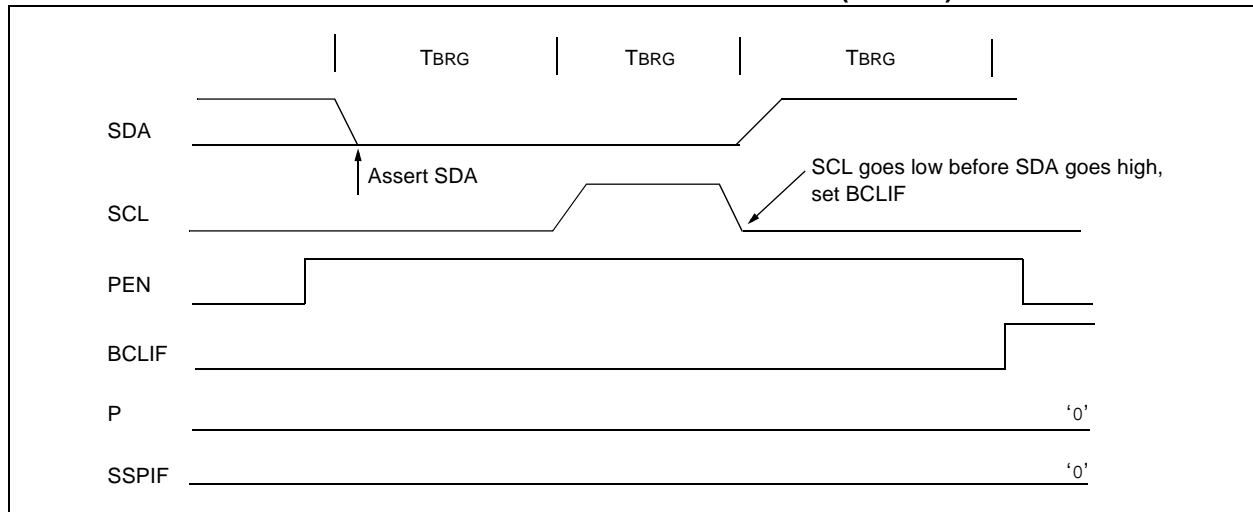 TBRG TBRG TBRG
SDA
Assert SDA
SCL goes low before SDA goes high,
set BCLIF
SCL
PEN
BCLIF
P '0'
SSPIF '0'